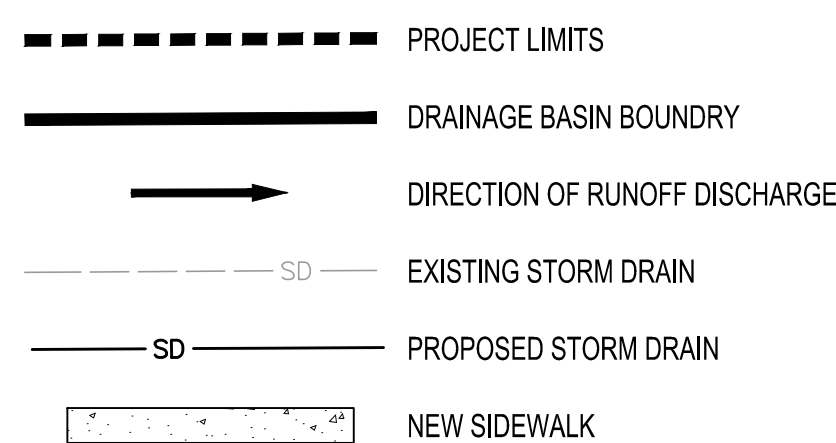 PROJECT LIMITS
DRAINAGE BASIN BOUNDRY
DIRECTION OF RUNOFF DISCHARGE
SD EXISTING STORM DRAIN
SD PROPOSED STORM DRAIN
NEW SIDEWALK